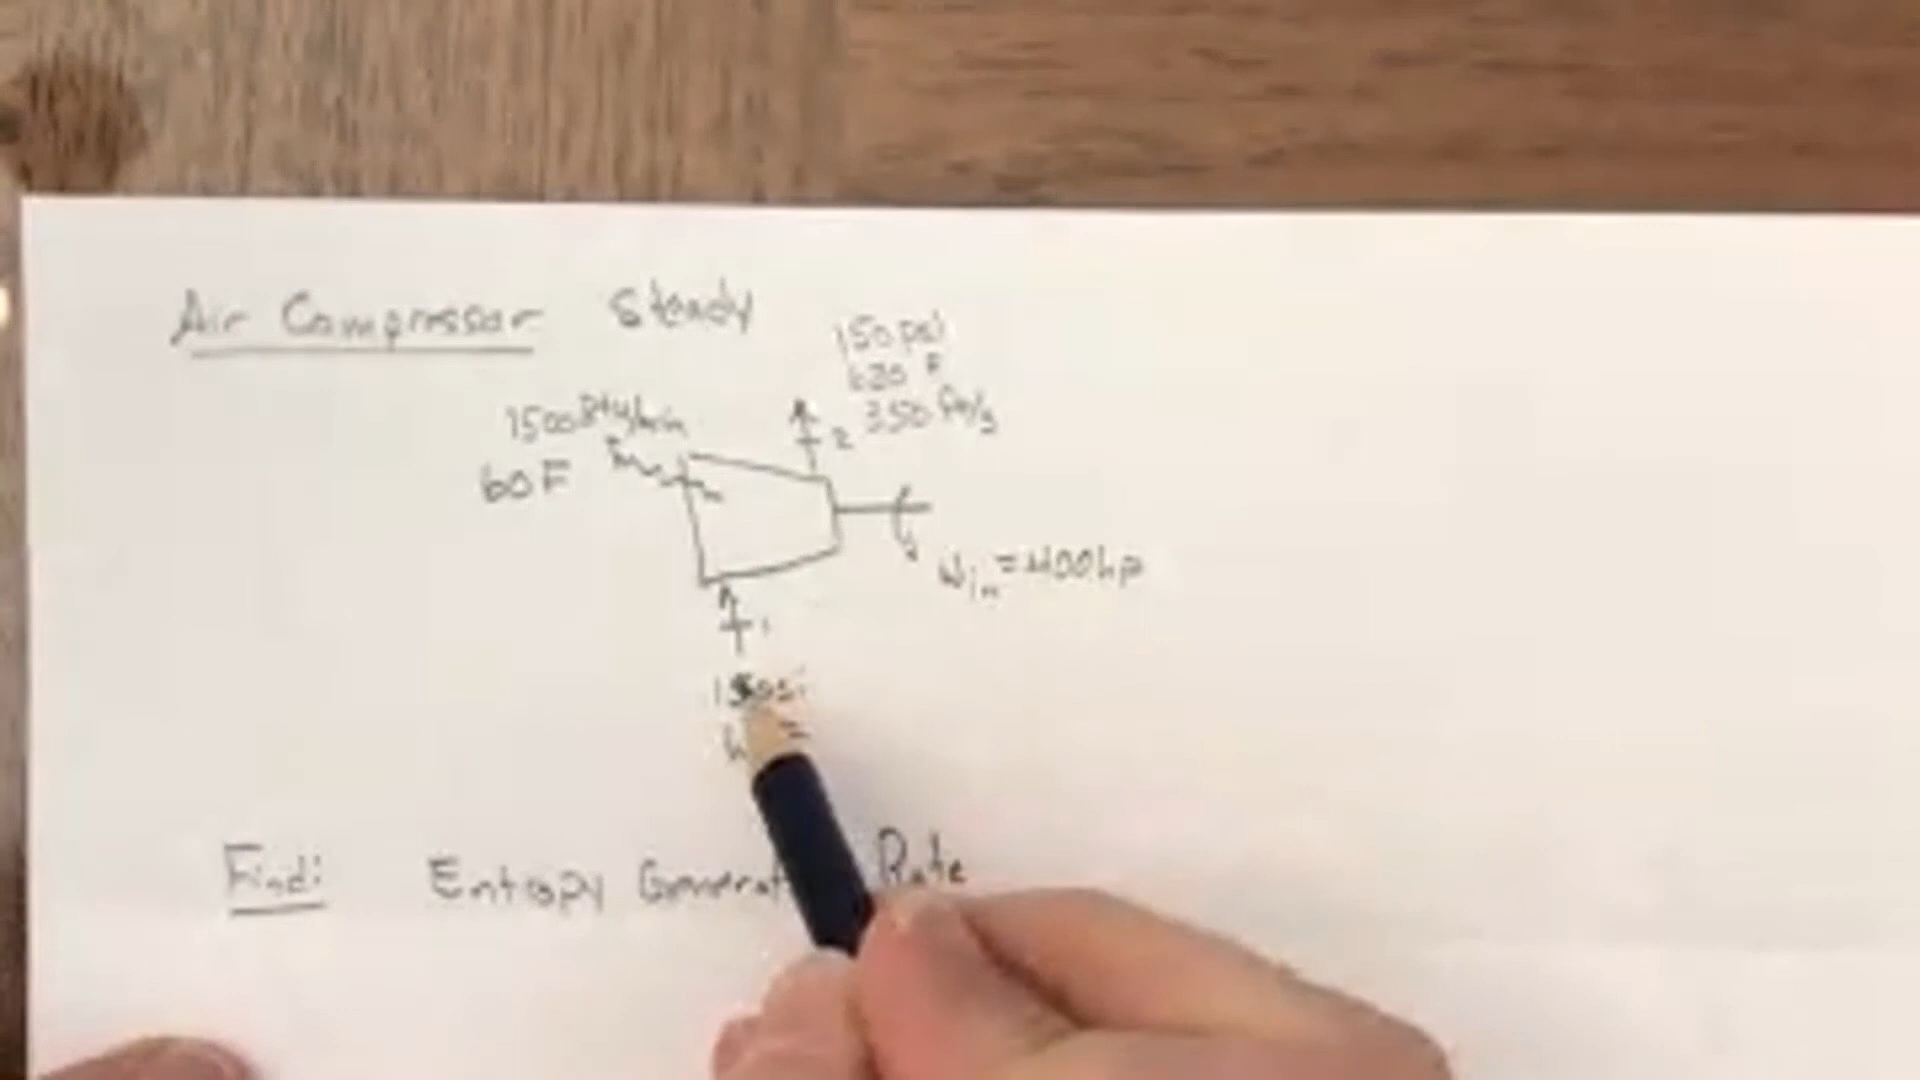 Air Compressor Steady
150 psi
620 F
350 ft/s
1500 Btu/min
2
60 F
Win = 400 hp
1
Find: Entropy Rate